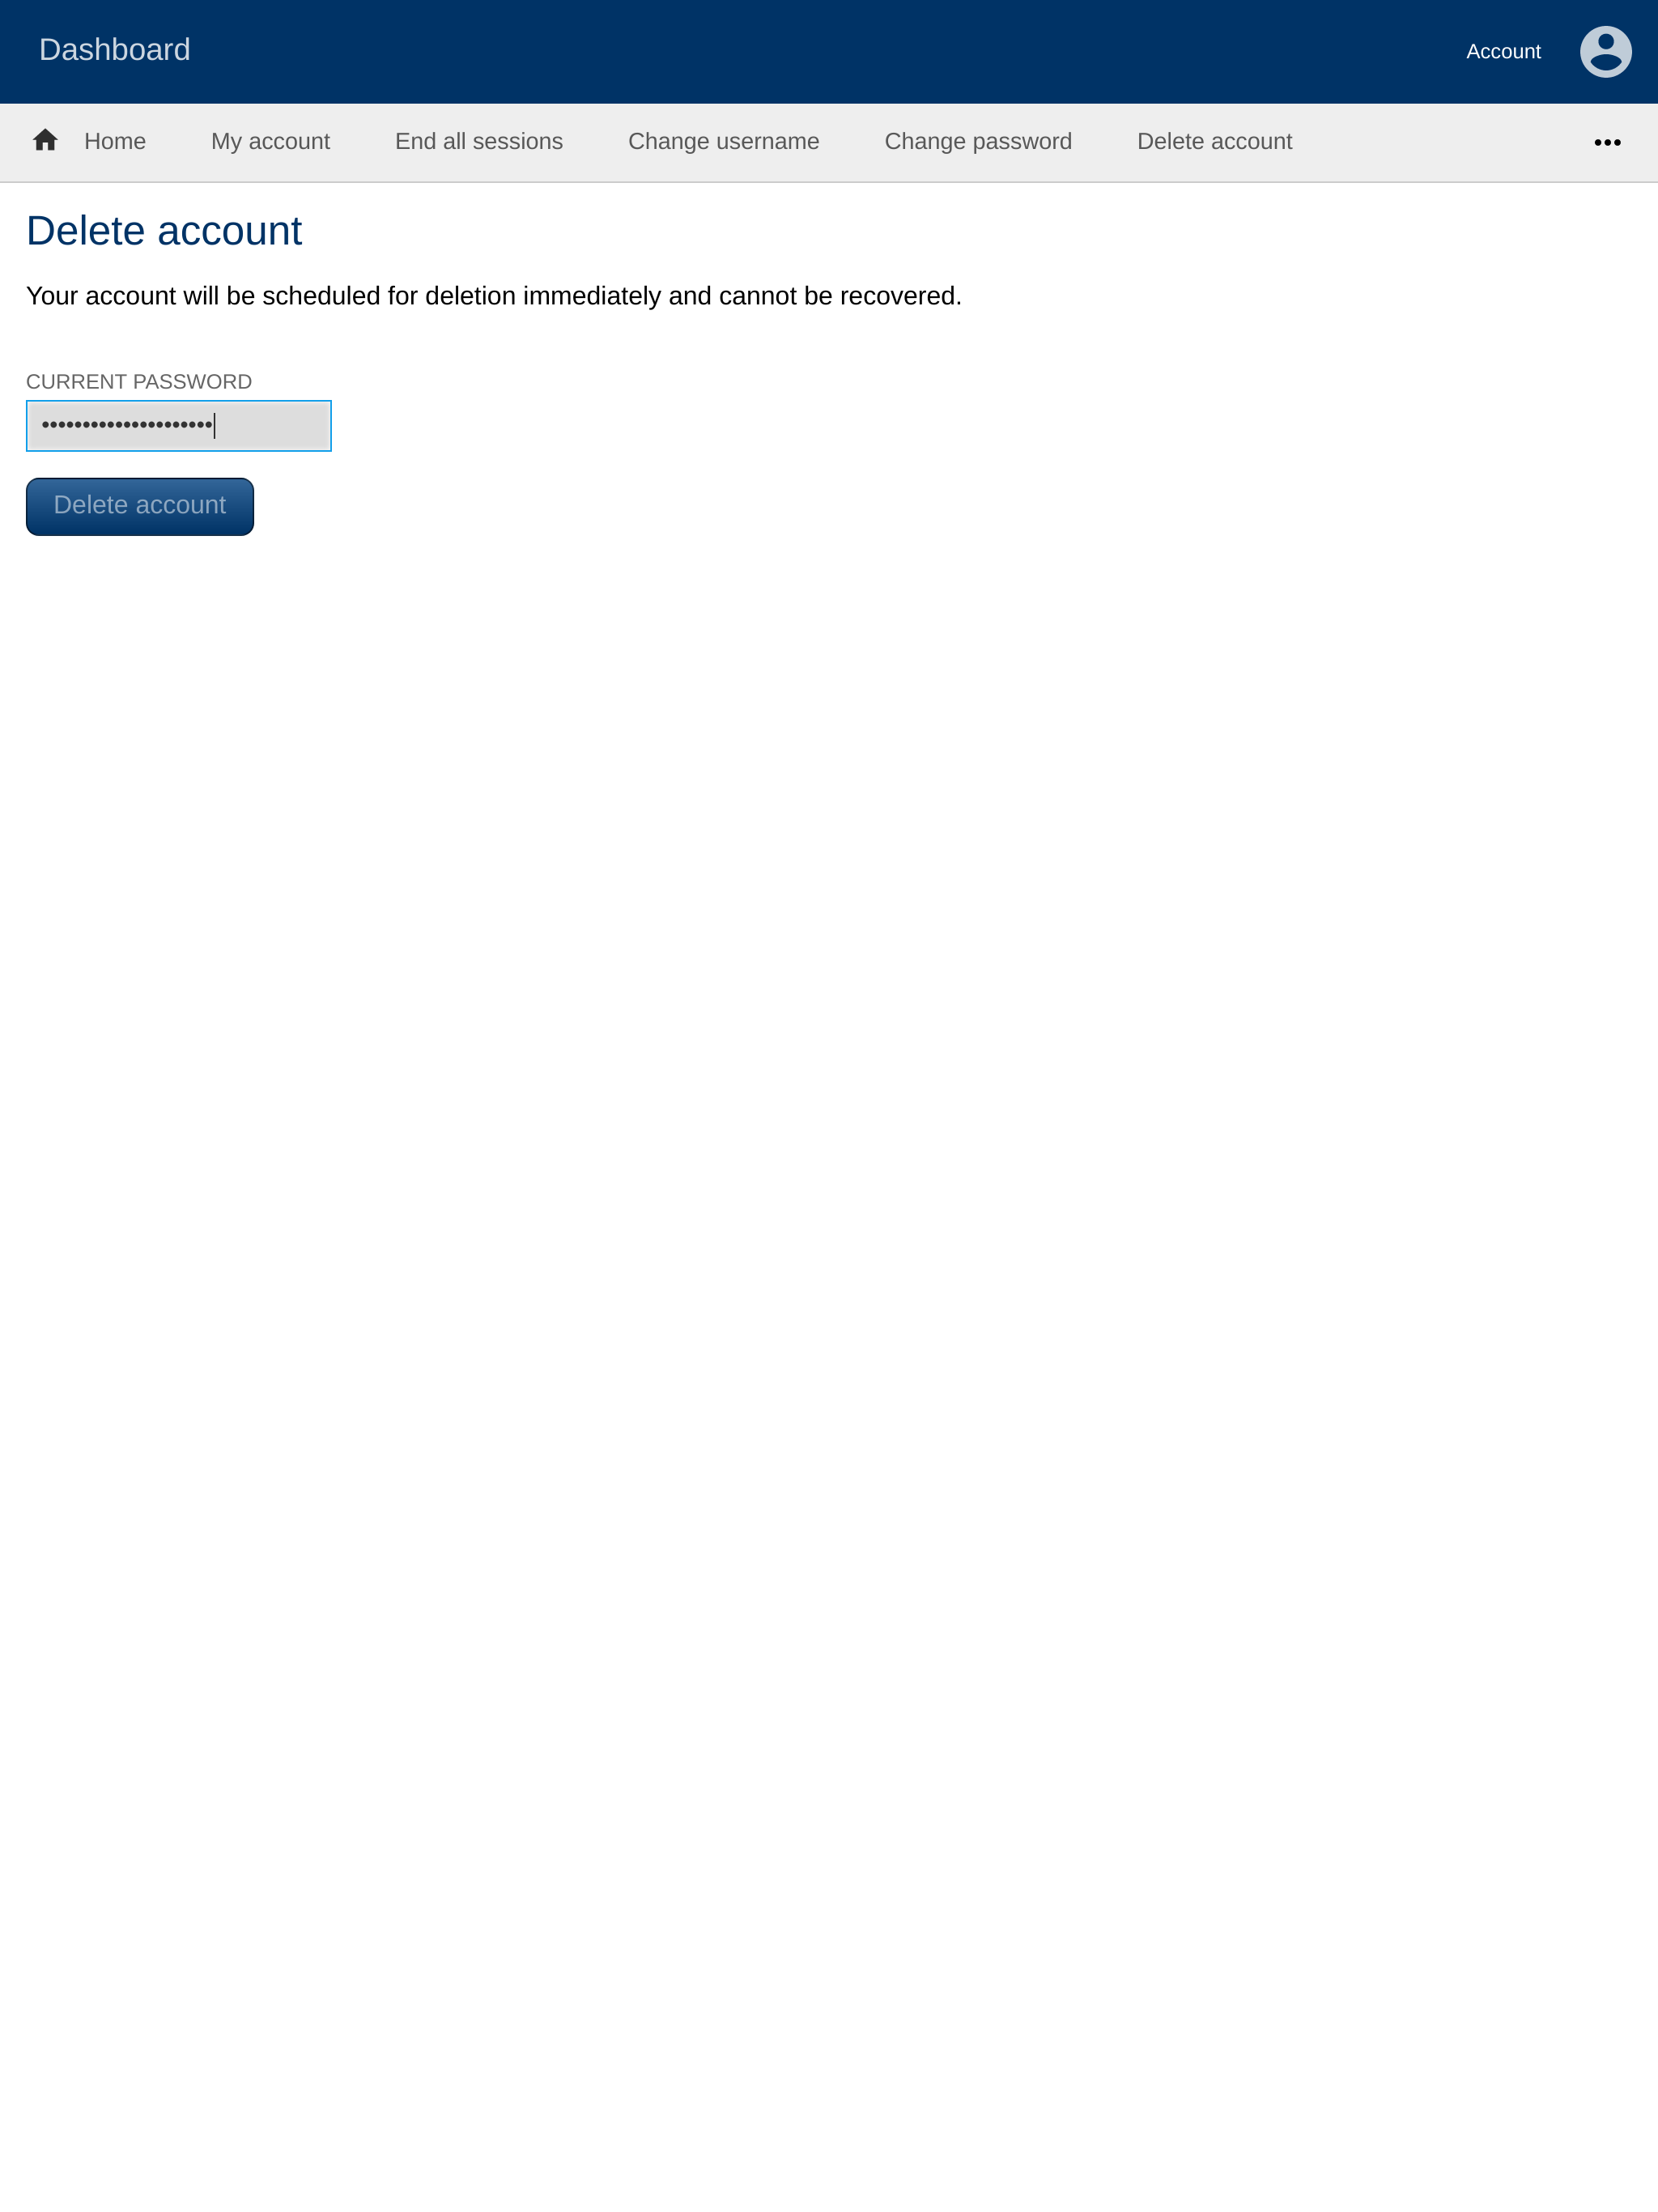 Dashboard
Account
Home My account End all sessions Change username Change password Delete account •••
Delete account
Your account will be scheduled for deletion immediately and cannot be recovered.
CURRENT PASSWORD
•••••••••••••••••••••
Delete account